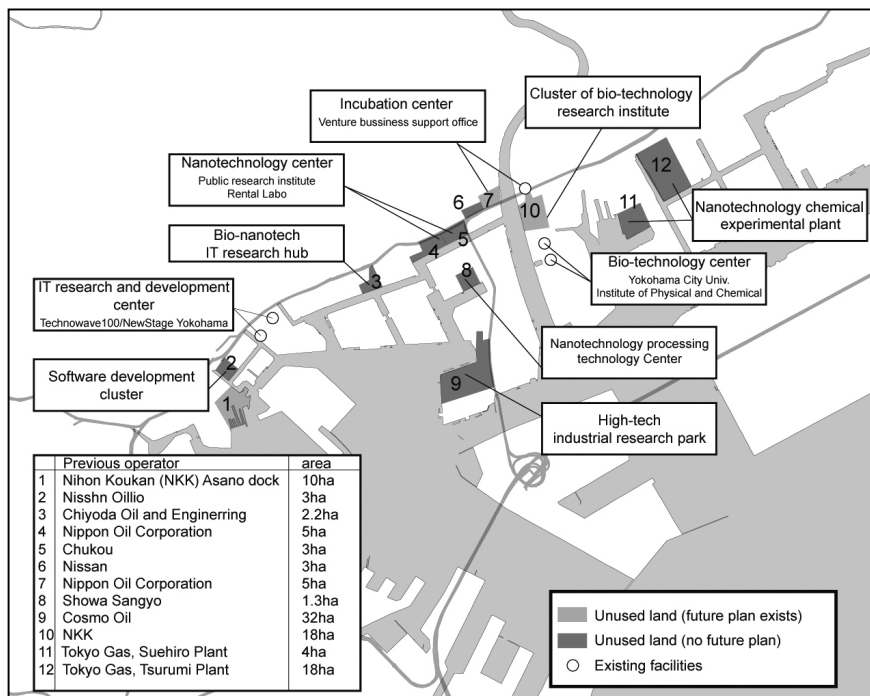 Incubation center
Venture bussiness support office
Cluster of bio-technology
research institute
Nanotechnology center
Public research institute
Rental Labo
12
7
6
10
11
Nanotechnology chemical
experimental plant
Bio-nanotech
IT research hub
5
4
Bio-technology center
Yokohama City Univ.
Institute of Physical and Chemical
8
3
IT research and development
center
Technowave100/NewStage Yokohama
Nanotechnology processing
technology Center
2
Software development
cluster
9
1
High-tech
industrial research park
Previous operator area
1 Nihon Koukan (NKK) Asano dock 10ha
2 Nisshn Oillio 3ha
3 Chiyoda Oil and Enginerring 2.2ha
4 Nippon Oil Corporation 5ha
5 Chukou 3ha
6 Nissan 3ha
7 Nippon Oil Corporation 5ha
8 Showa Sangyo 1.3ha
9 Cosmo Oil 32ha
10 NKK 18ha
11 Tokyo Gas, Suehiro Plant 4ha
12 Tokyo Gas, Tsurumi Plant 18ha
Unused land (future plan exists)
Unused land (no future plan)
Existing facilities